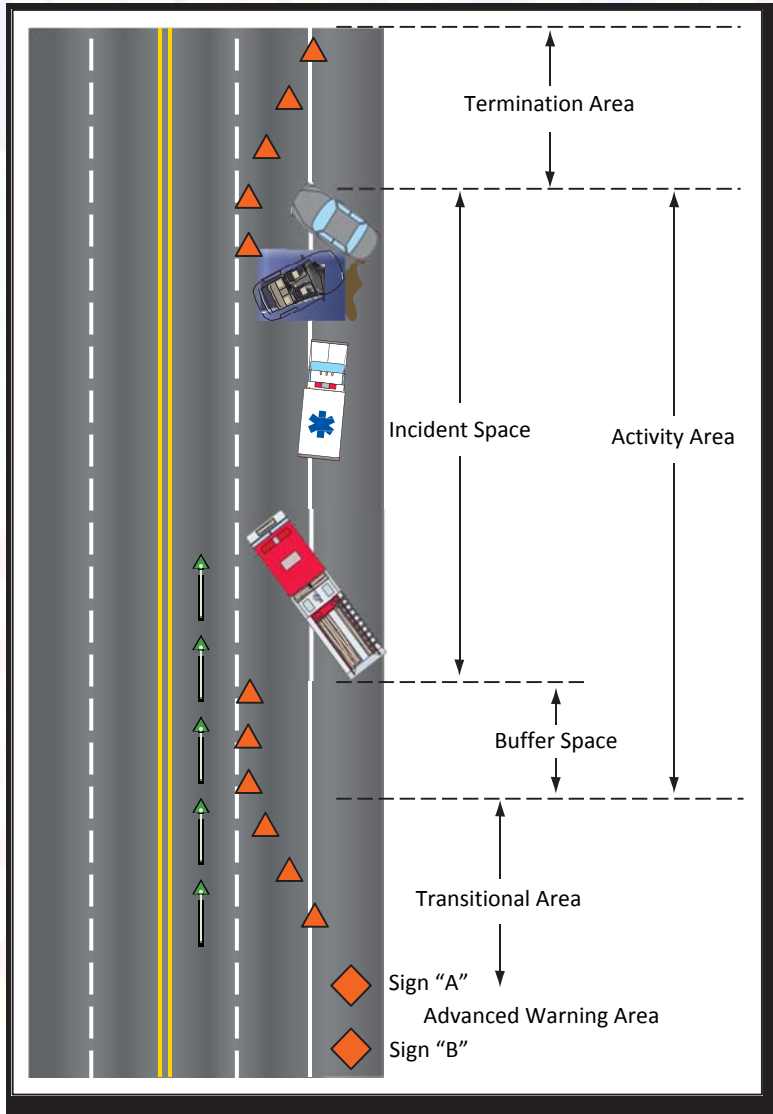 Termination Area
Incident Space
Activity Area
Buffer Space
Transitional Area
Sign “A”
Advanced Warning Area
Sign “B”